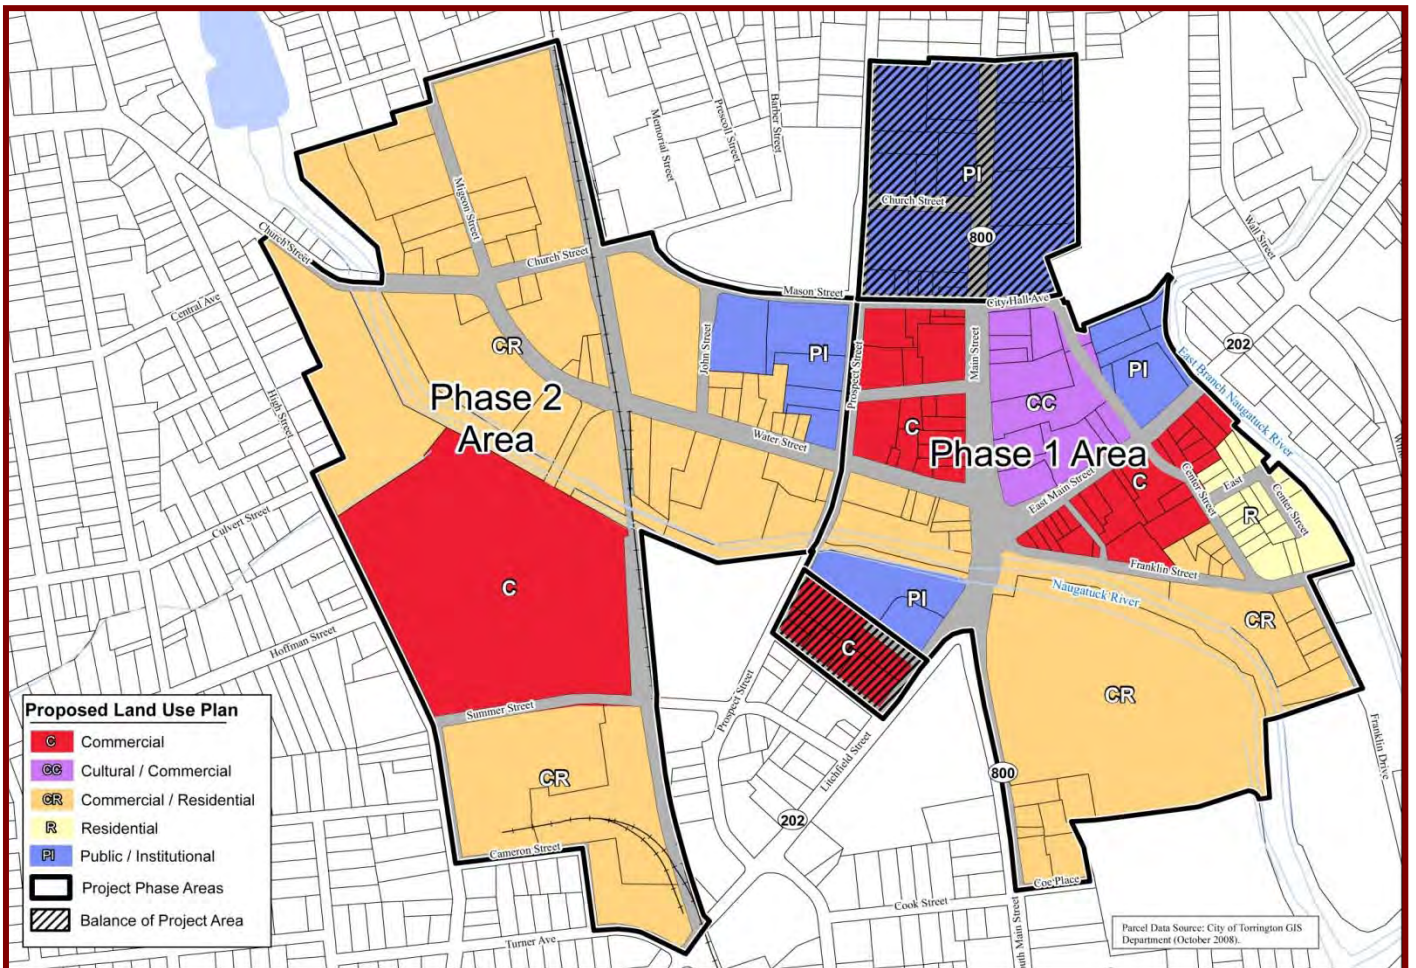 Memorial Street
Prescott Street
Barber Street
Migeon Street
PI
Church Street
800
Church Street
Wall Street
Church Street
Mason Street
City Hall Ave
Central Ave
202
East Branch Naugatuck River
John Street
Prospect Street
Main Street
PI
PI
CR
CC
High Street
Phase 2
Area
Water Street
C
Phase 1 Area
East Main Street
C
Center Street
East
Center Street
R
Culvert Street
Franklin Street
C
Naugatuck River
PI
CR
Hoffman Street
C
CR
Prospect Street
Summer Street
Litchfield Street
Franklin Drive
800
CR
202
Cameron Street
Coe Place
Cook Street
Turner Ave
Proposed Land Use Plan
C Commercial
CC Cultural / Commercial
CR Commercial / Residential
R Residential
PI Public / Institutional
Project Phase Areas
Balance of Project Area
Parcel Data Source: City of Torrington GIS
Department (October 2008).